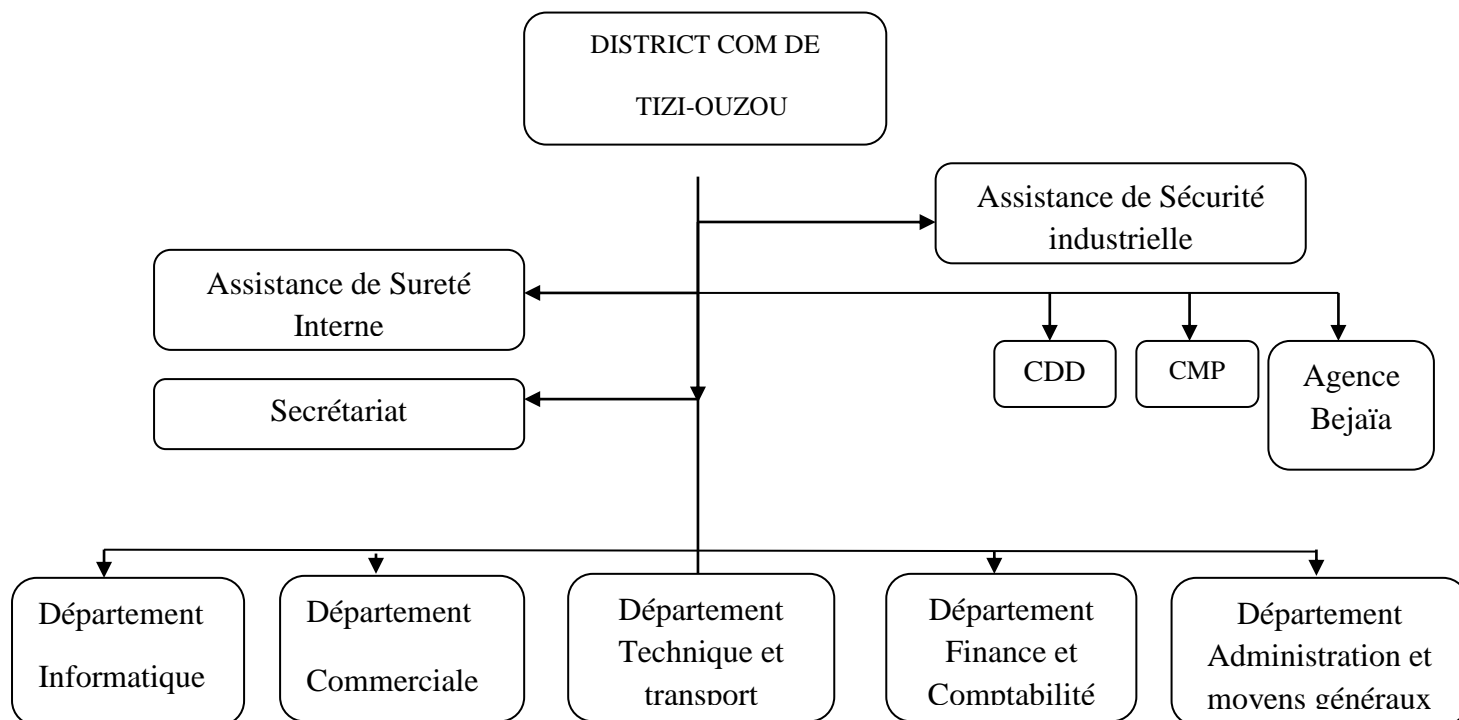 DISTRICT COM DE
TIZI-OUZOU
Assistance de Sécurité
industrielle
Assistance de Sureté
Interne
CDD
CMP
Agence
Bejaïa
Secrétariat
Département
Informatique
Département
Commerciale
Département
Technique et
transport
Département
Finance et
Comptabilité
Département
Administration et
moyens généraux